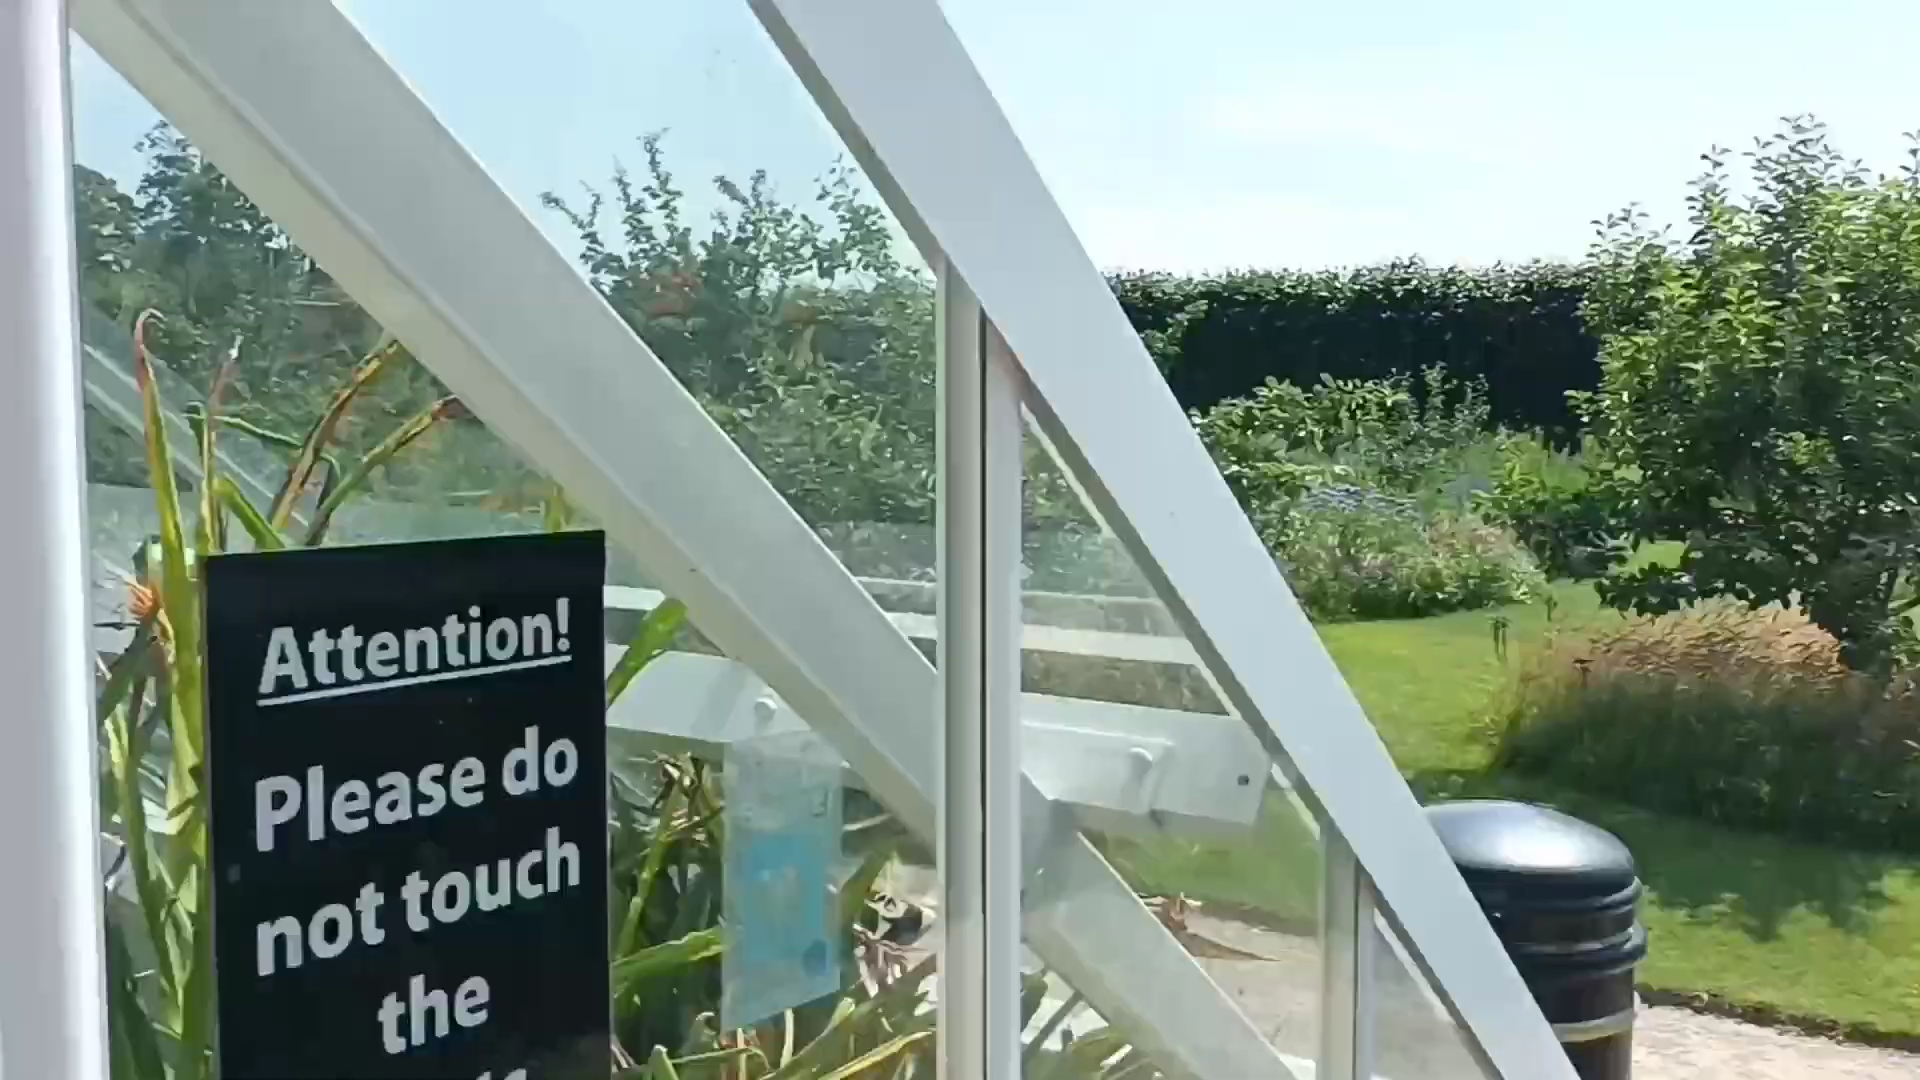 Attention!
Please do
not touch
the